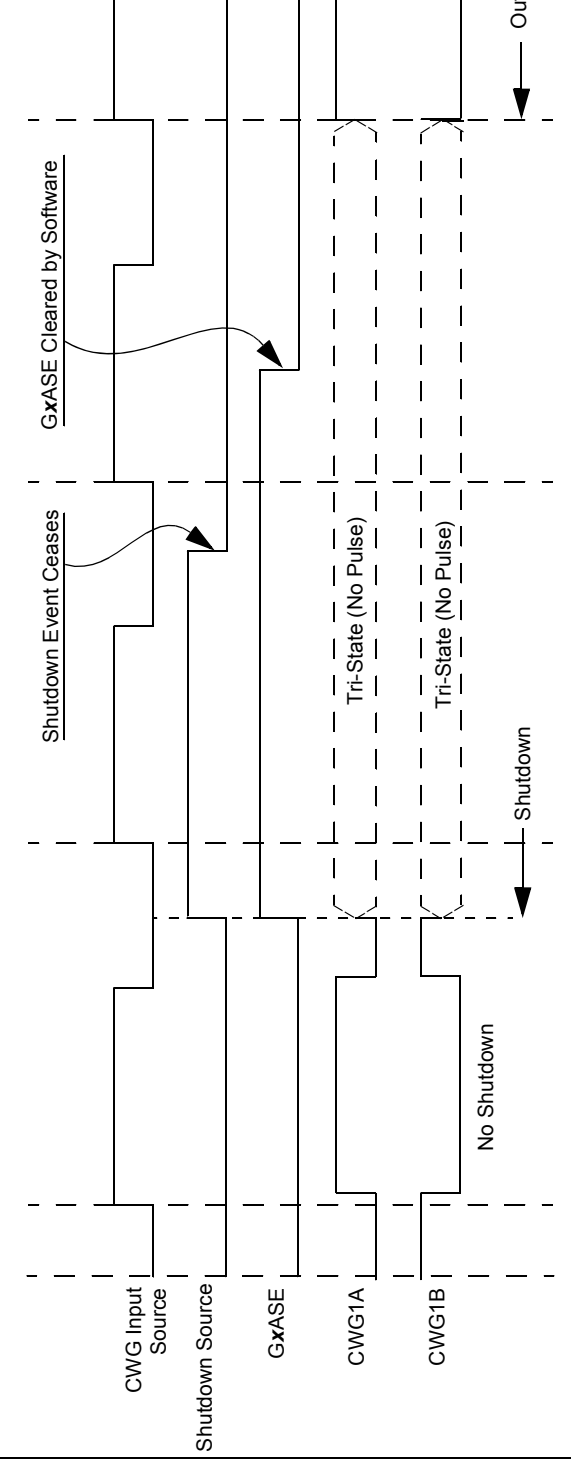 CWG Input
Source
Shutdown Source
GxASE
CWG1A
CWG1B
Shutdown Event Ceases
GxASE Cleared by Software
Tri-State (No Pulse)
Tri-State (No Pulse)
No Shutdown
Shutdown